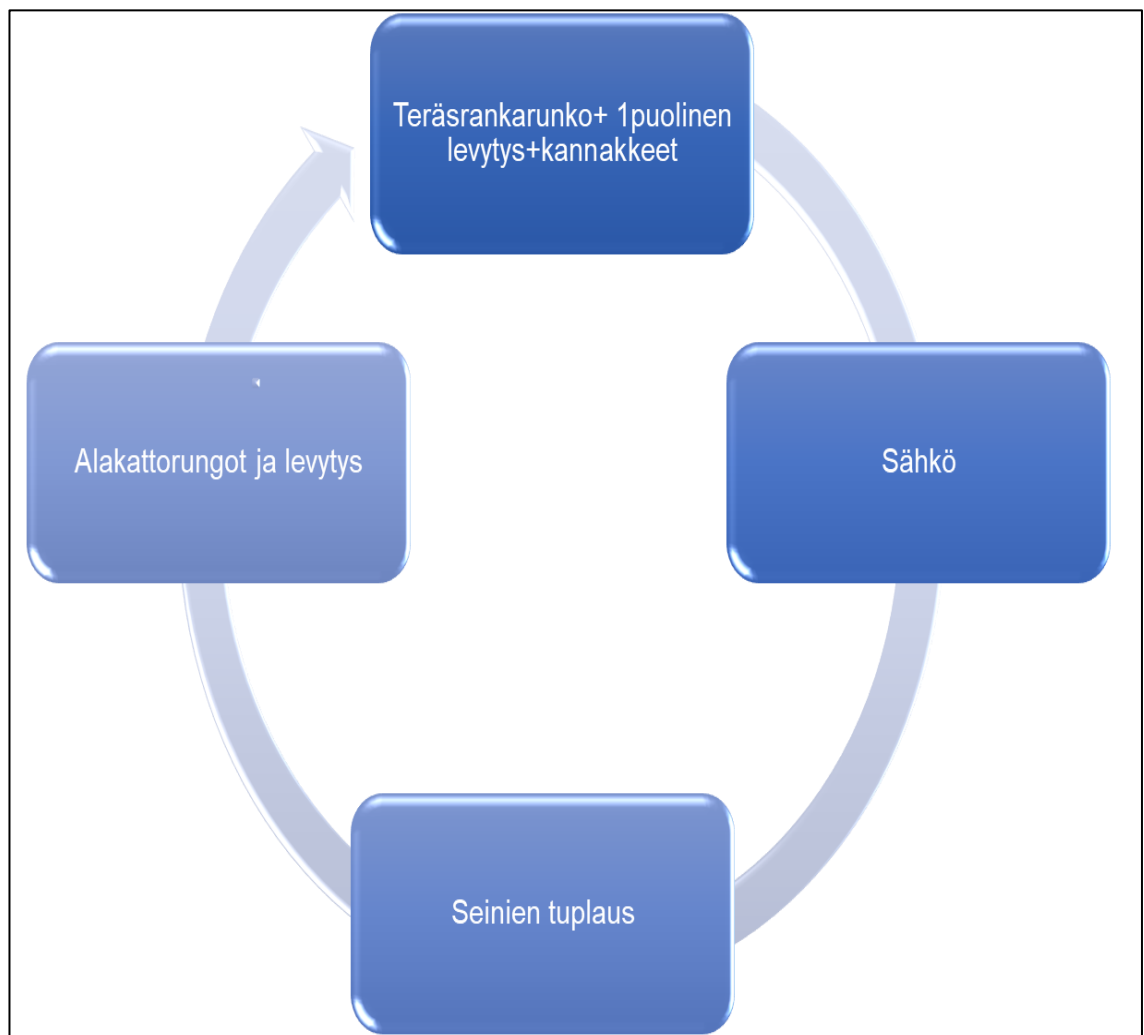 Teräsrankarunko+ 1puolinen
levytys+kannakkeet
Sähkö
Seinien tuplaus
Alakattorungot ja levytys